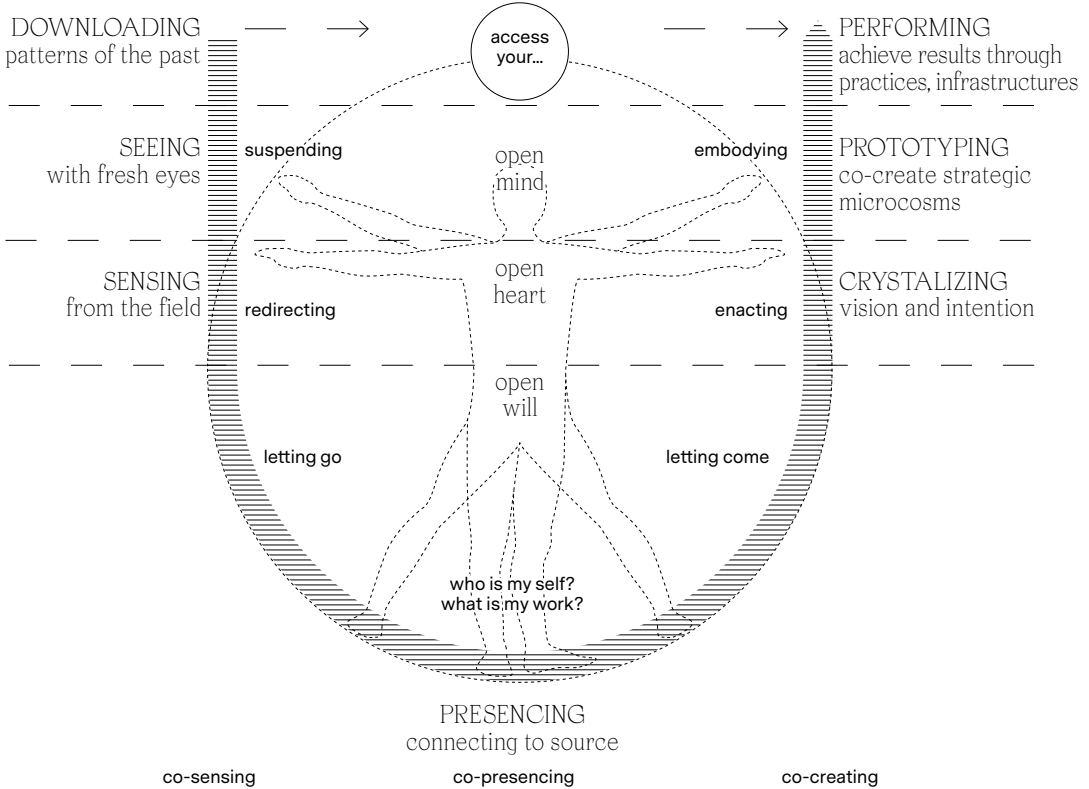 DOWNLOADING
patterns of the past
access
your...
PERFORMING
achieve results through
practices, infrastructures
SEEING
with fresh eyes
suspending
open
mind
embodying
PROTOTYPING
co-create strategic
microcosms
SENSING
from the field
redirecting
open
heart
enacting
CRYSTALIZING
vision and intention
open
will
letting go
letting come
who is my self?
what is my work?
PRESENCING
connecting to source
co-sensing
co-presencing
co-creating